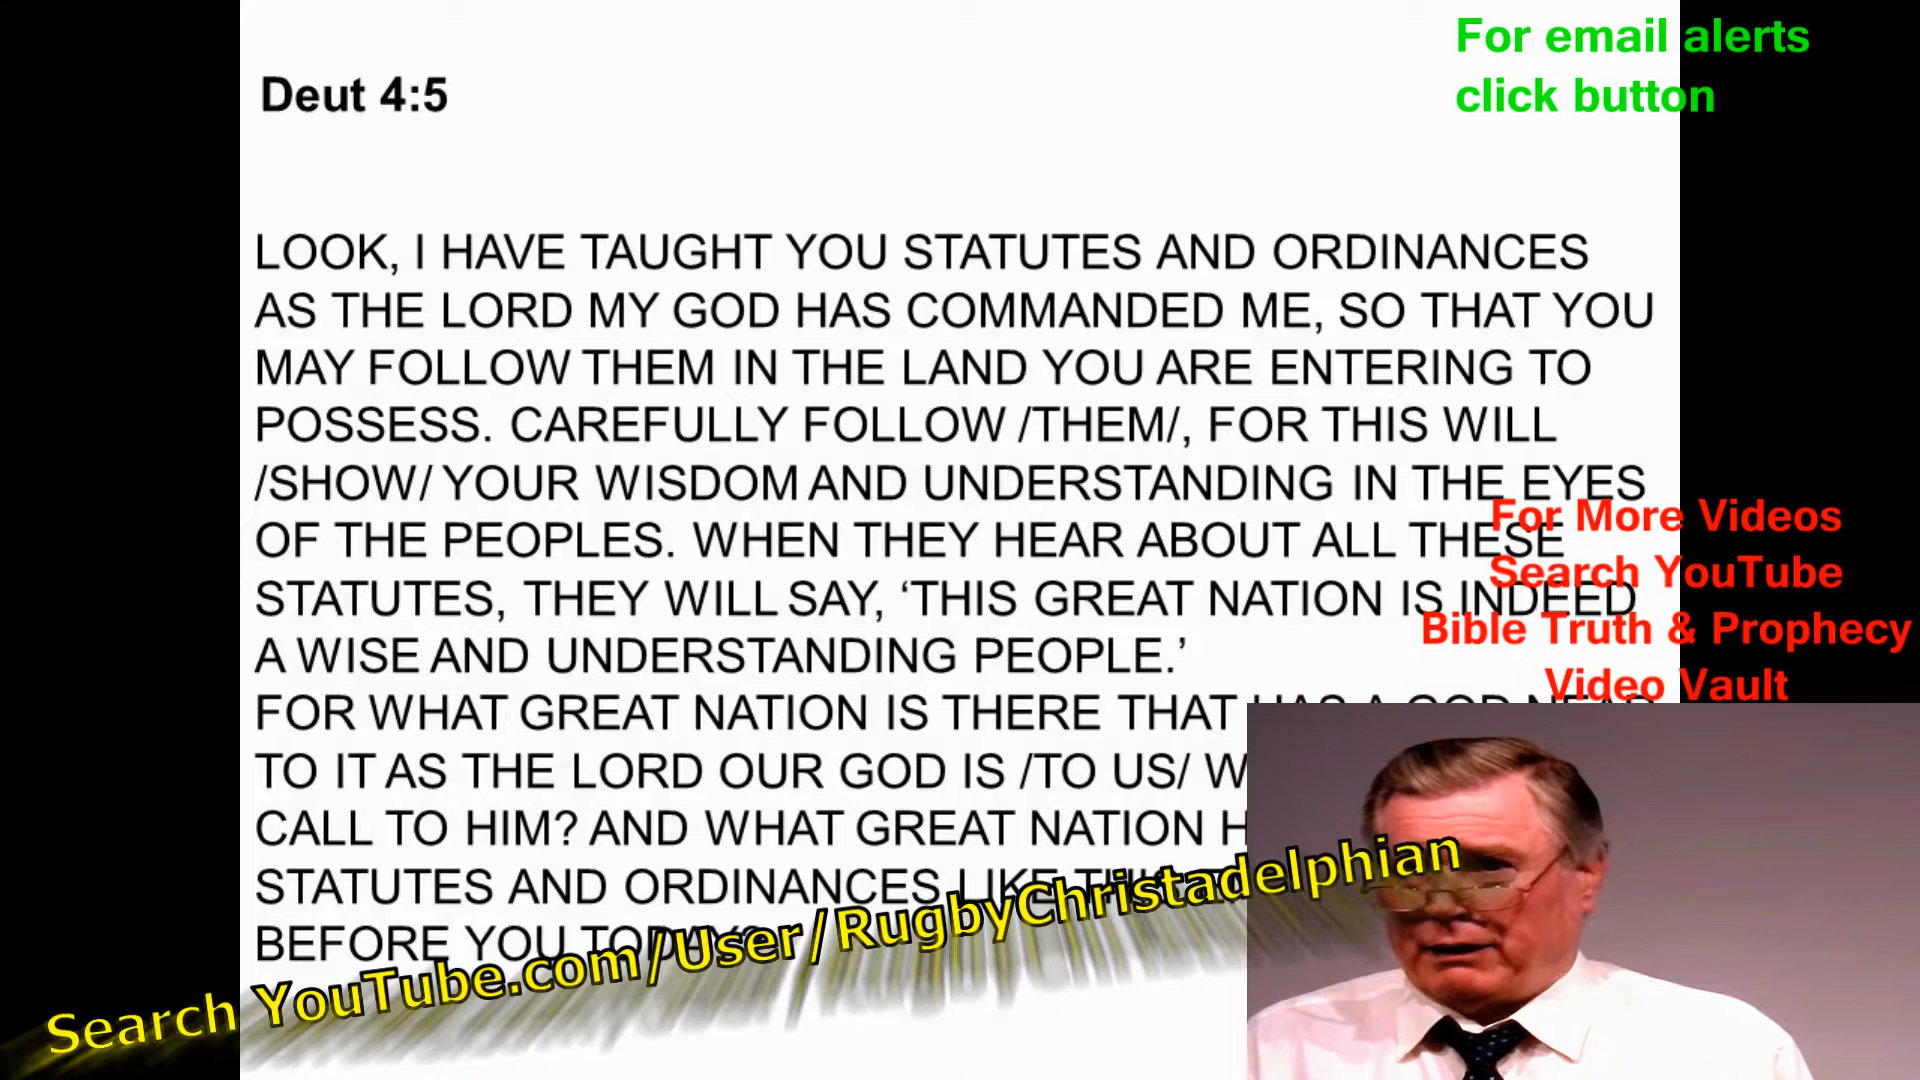 For email alerts
click button
Deut 4:5
LOOK, I HAVE TAUGHT YOU STATUTES AND ORDINANCES
AS THE LORD MY GOD HAS COMMANDED ME, SO THAT YOU
MAY FOLLOW THEM IN THE LAND YOU ARE ENTERING TO
POSSESS. CAREFULLY FOLLOW /THEM/, FOR THIS WILL
/SHOW/ YOUR WISDOM AND UNDERSTANDING IN THE EYES
OF THE PEOPLES. WHEN THEY HEAR ABOUT ALL THESE
STATUTES, THEY WILL SAY, ‘THIS GREAT NATION IS INDEED
A WISE AND UNDERSTANDING PEOPLE.’
FOR WHAT GREAT NATION IS THERE THAT HAS A GOD NEAR
TO IT AS THE LORD OUR GOD IS /TO US/
CALL TO HIM? AND WHAT GREAT NATION
STATUTES AND ORDINANCES LIKE
BEFORE YOU TODAY?
For More Videos
Search YouTube
Bible Truth & Prophecy
Video Vault
Search YouTube.com/User/RugbyChristadelphian